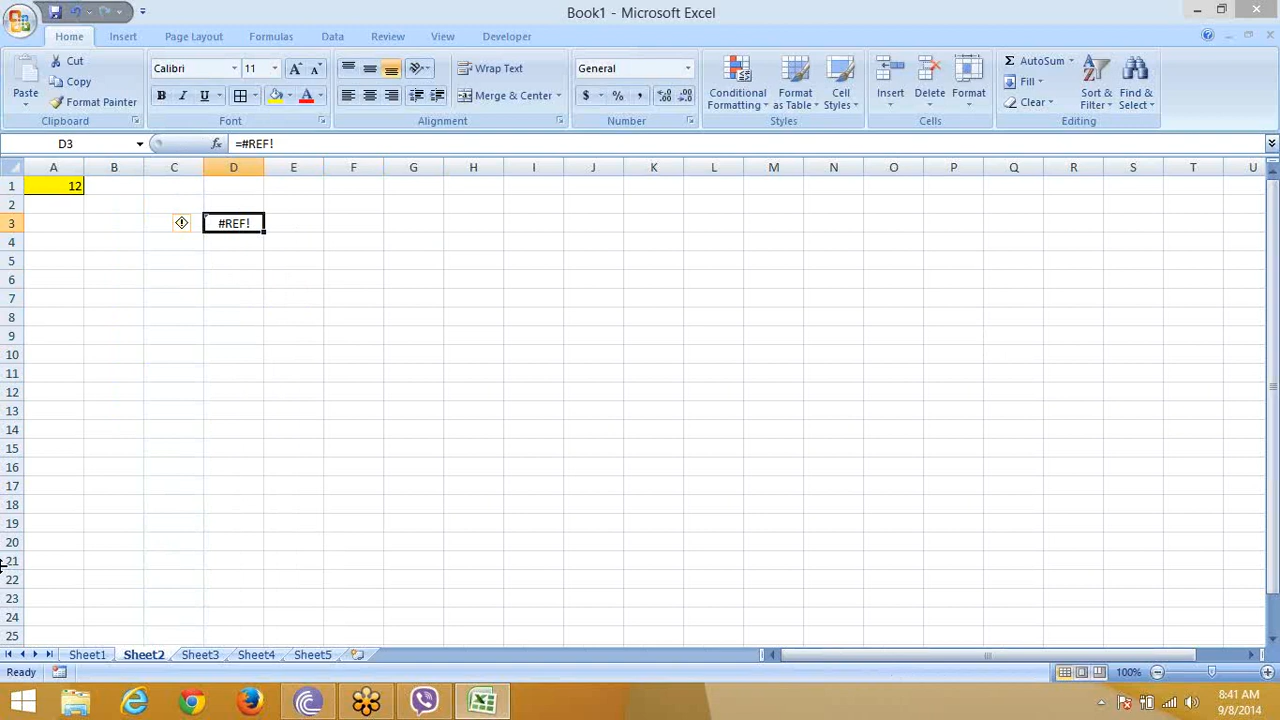 Book1 - Microsoft Excel
Home Insert Page Layout Formulas Data Review View Developer
Paste
Cut
Copy
Format Painter
Clipboard
Calibri 11
B I U
Font
Wrap Text
Merge & Center
Alignment
General
$ % ,
Number
Conditional Formatting
Format as Table
Cell Styles
Styles
Insert
Delete
Format
Cells
Σ AutoSum
Fill
Clear
Sort & Filter
Find & Select
Editing
D3 fx =#REF!
A B C D E F G H I J K L M N O P Q R S T U
1 12
2
3 #REF!
4
5
6
7
8
9
10
11
12
13
14
15
16
17
18
19
20
21
22
23
24
25
Sheet1 Sheet2 Sheet3 Sheet4 Sheet5
Ready 100%
8:41 AM
9/8/2014